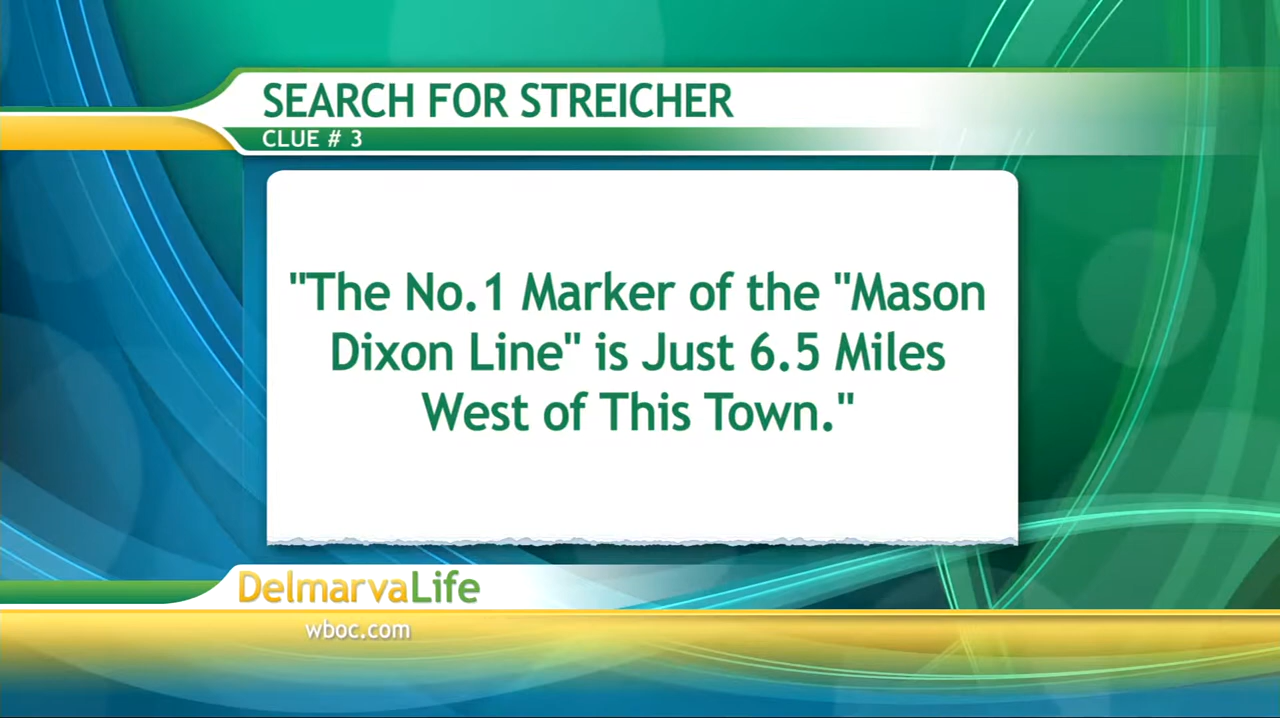 SEARCH FOR STREICHER
CLUE # 3
"The No.1 Marker of the "Mason
Dixon Line" is Just 6.5 Miles
West of This Town."
DelmarvaLife
wboc.com